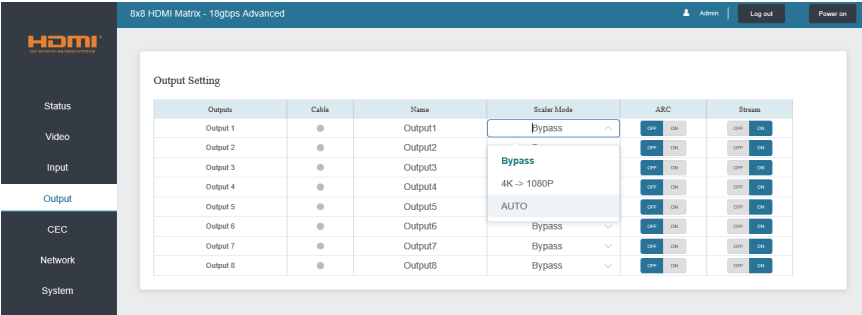 8x8 HDMI Matrix - 18gbps Advanced
Admin
Log out
Power on
HDMI
Output Setting
Status
Video
Input
Output
CEC
Network
System
Outputs Cable Name Scaler Mode ARC Stream
Output 1 Output1 Bypass OFF ON OFF ON
Output 2 Output2 OFF ON OFF ON
Output 3 Output3 OFF ON OFF ON
Output 4 Output4 OFF ON OFF ON
Output 5 Output5 OFF ON OFF ON
Output 6 Output6 Bypass OFF ON OFF ON
Output 7 Output7 Bypass OFF ON OFF ON
Output 8 Output8 Bypass OFF ON OFF ON
Bypass
4K -> 1080P
AUTO